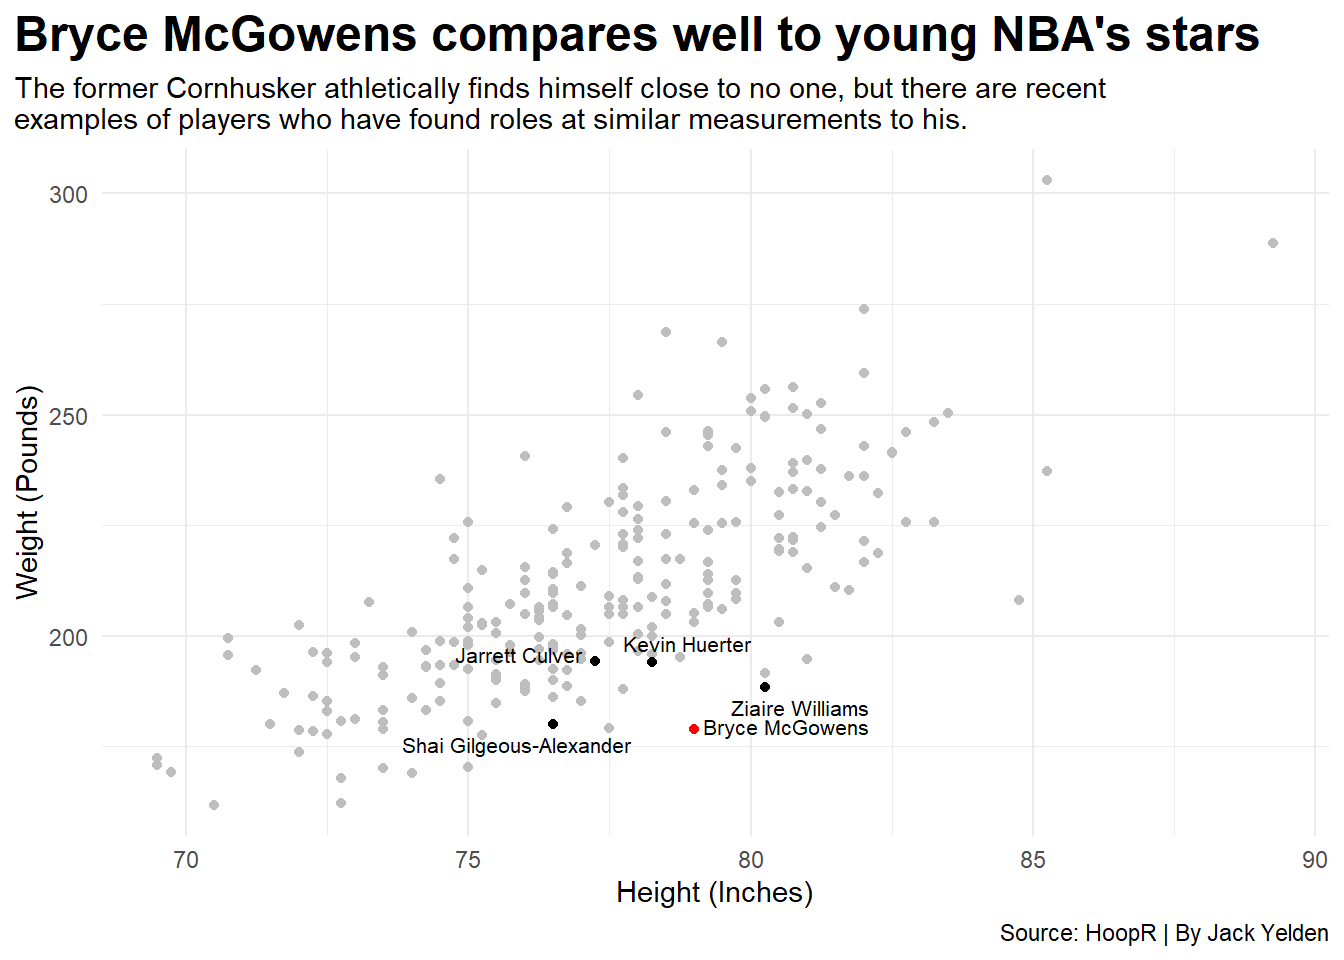 Bryce McGowens compares well to young NBA's stars
The former Cornhusker athletically finds himself close to no one, but there are recent
examples of players who have found roles at similar measurements to his.
300
250
200
Weight (Pounds)
Kevin Huerter
Jarrett Culver
Ziaire Williams
Bryce McGowens
Shai Gilgeous-Alexander
70
75
80
85
90
Height (Inches)
Source: HoopR | By Jack Yelden